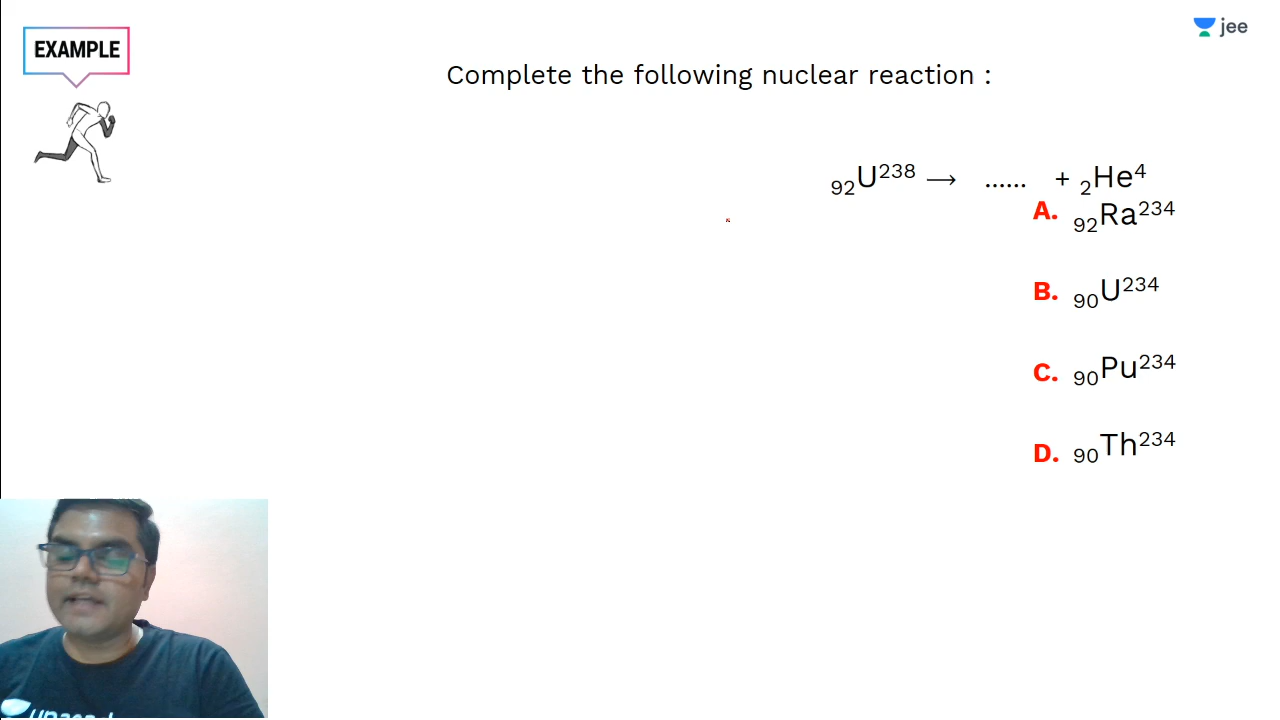 EXAMPLE
jee
Complete the following nuclear reaction :
₉₂U²³⁸ ⟶ ...... + ₂He⁴
A. ₉₂Ra²³⁴
B. ₉₀U²³⁴
C. ₉₀Pu²³⁴
D. ₉₀Th²³⁴